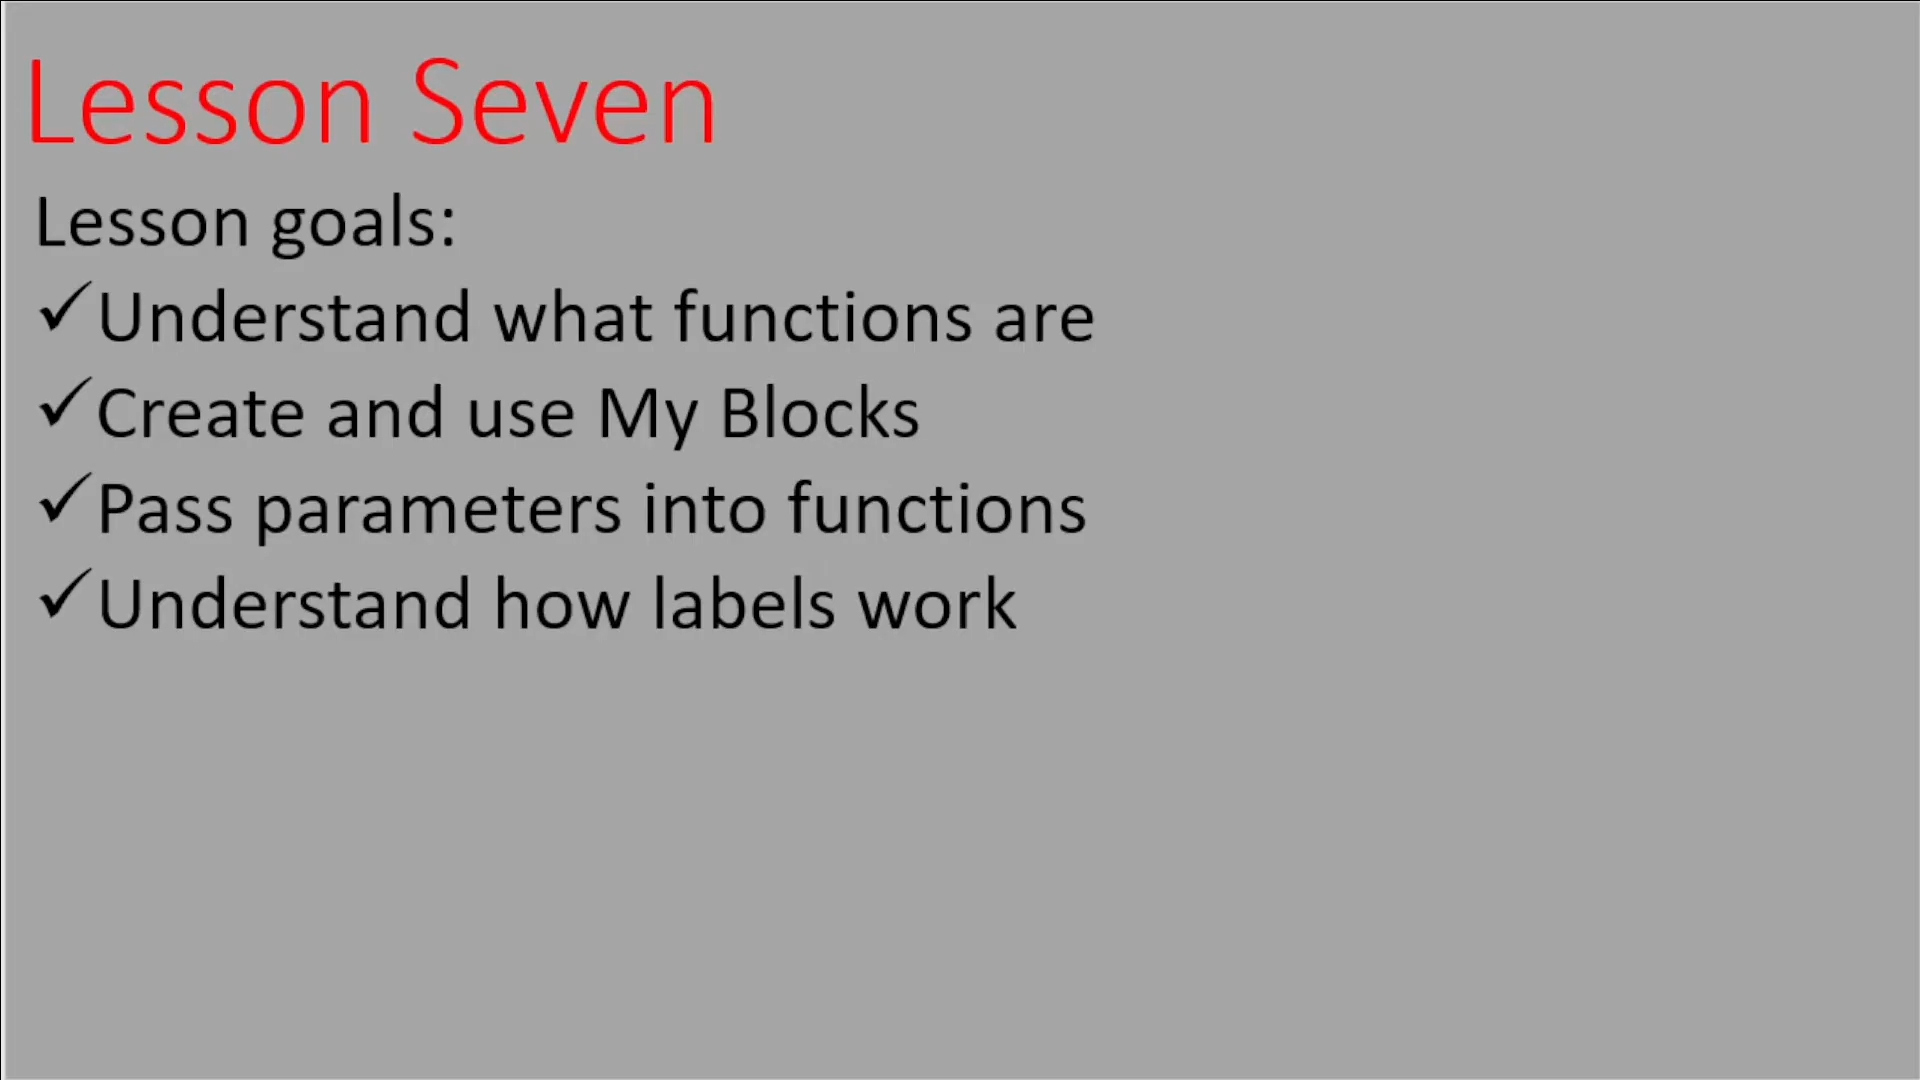 Lesson Seven
Lesson goals:
✓Understand what functions are
✓Create and use My Blocks
✓Pass parameters into functions
✓Understand how labels work